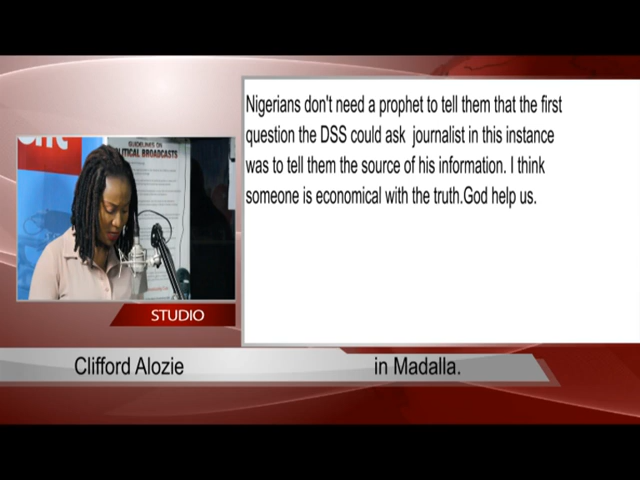 Nigerians don't need a prophet to tell them that the first
question the DSS could ask journalist in this instance
was to tell them the source of his information. I think
someone is economical with the truth.God help us.
GUIDELINES ON
POLITICAL BROADCASTS
STUDIO
Clifford Alozie in Madalla.